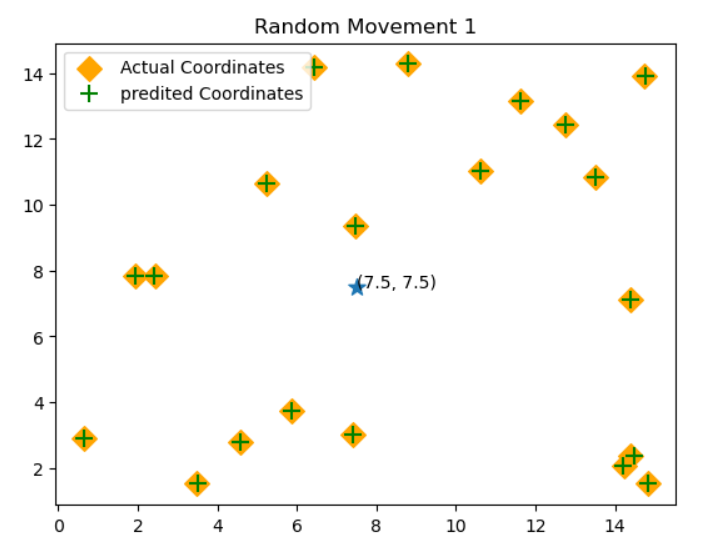 Random Movement 1
Actual Coordinates
predited Coordinates
14
12
10
8
6
4
2
(7.5, 7.5)
0 2 4 6 8 10 12 14